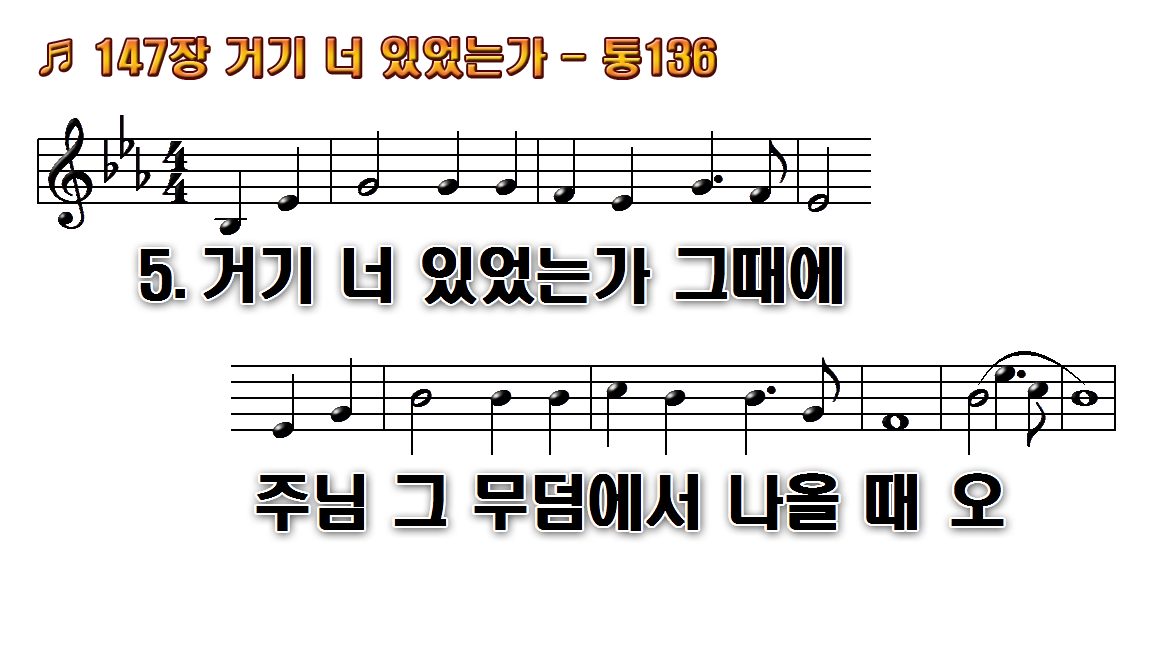 ♬ 147장 거기 너 있었는가 - 통136
5. 거기 너 있었는가 그때에
주님 그 무덤에서 나올 때 오